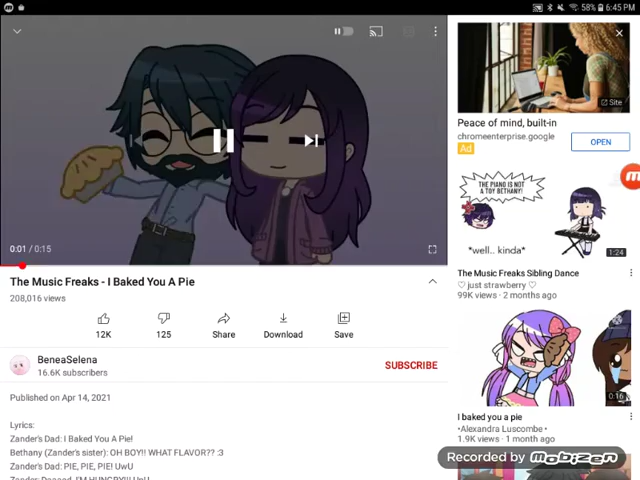 58% 6:45 PM
0:01 / 0:15
The Music Freaks - I Baked You A Pie
208,016 views
12K
125
Share
Download
Save
BeneaSelena
16.6K subscribers
SUBSCRIBE
Published on Apr 14, 2021
Lyrics:
Zander's Dad: I Baked You A Pie!
Bethany (Zander's sister): OH BOY!! WHAT FLAVOR?? :3
Zander's Dad: PIE, PIE, PIE! UwU
Site
Peace of mind, built-in
chromeenterprise.google
Ad
OPEN
THE PIANO IS NOT
A TOY BETHANY!
*well.. kinda*
1:24
The Music Freaks Sibling Dance
♡ just strawberry ♡
99K views · 2 months ago
0:16
I baked you a pie
•Alexandra Luscombe •
1.9K views · 1 month ago
Recorded by MOBIZEN